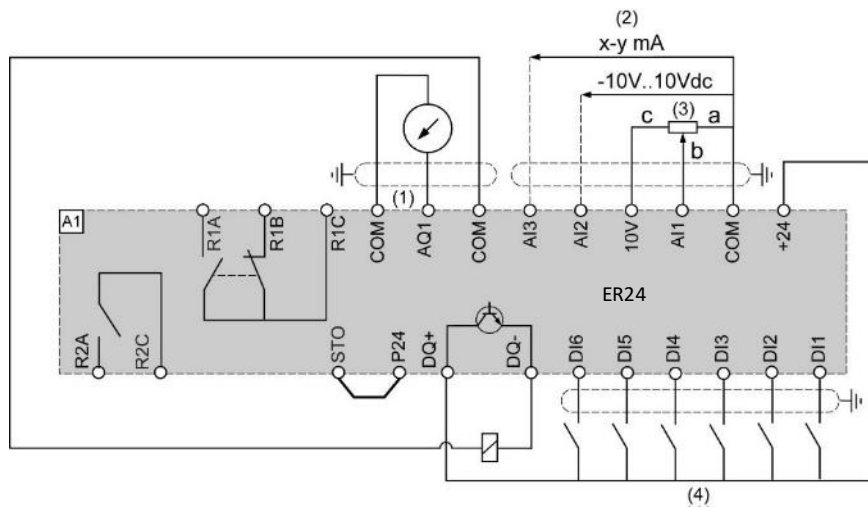 (2)
x-y mA
-10V..10Vdc
c (3) a
b
(1)
A1
R1A R1B R1C COM AQ1 COM AI3 AI2 10V AI1 COM +24
ER24
R2A R2C STO P24 DQ+ DQ- DI6 DI5 DI4 DI3 DI2 DI1
(4)